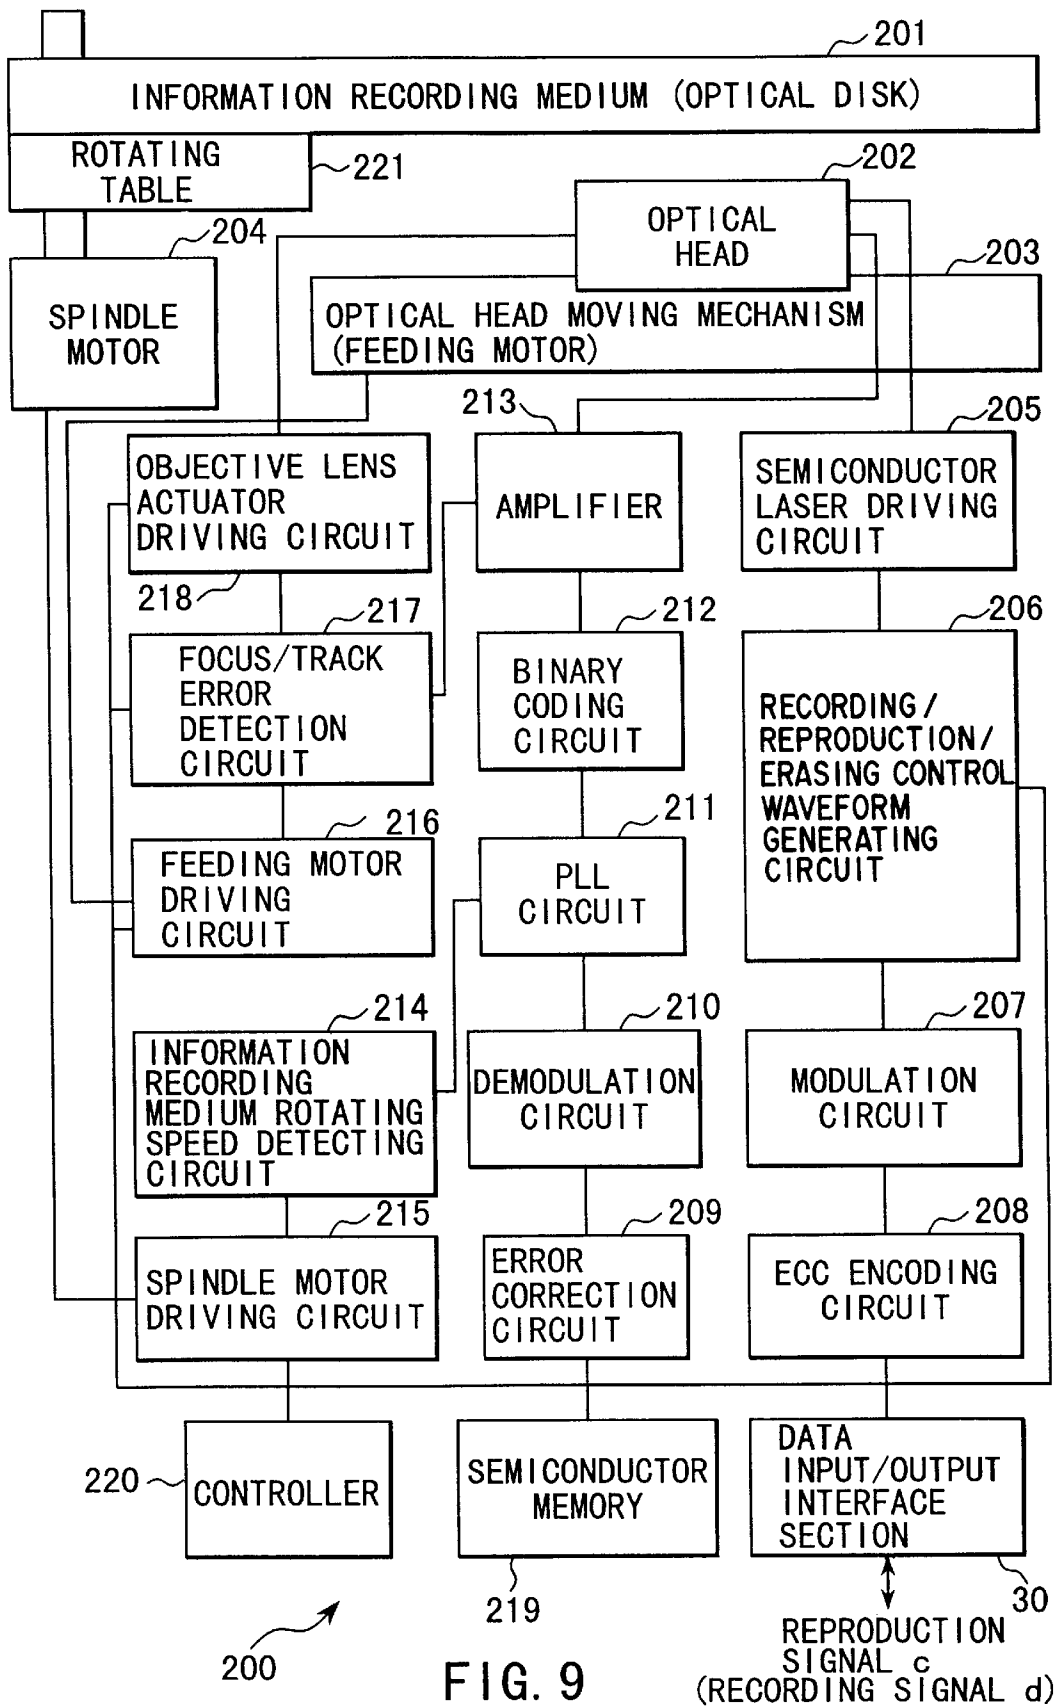 201
INFORMATION RECORDING MEDIUM (OPTICAL DISK)
ROTATING
TABLE
221
202
OPTICAL
HEAD
204
203
SPINDLE
MOTOR
OPTICAL HEAD MOVING MECHANISM
(FEEDING MOTOR)
213
205
OBJECTIVE LENS
ACTUATOR
DRIVING CIRCUIT
AMPLIFIER
SEMICONDUCTOR
LASER DRIVING
CIRCUIT
218
217
212
206
FOCUS/TRACK
ERROR
DETECTION
CIRCUIT
BINARY
CODING
CIRCUIT
RECORDING/
REPRODUCTION/
ERASING CONTROL
WAVEFORM
GENERATING
CIRCUIT
216
211
FEEDING MOTOR
DRIVING
CIRCUIT
PLL
CIRCUIT
214
210
207
INFORMATION
RECORDING
MEDIUM ROTATING
SPEED DETECTING
CIRCUIT
DEMODULATION
CIRCUIT
MODULATION
CIRCUIT
215
209
208
SPINDLE MOTOR
DRIVING CIRCUIT
ERROR
CORRECTION
CIRCUIT
ECC ENCODING
CIRCUIT
220
CONTROLLER
SEMICONDUCTOR
MEMORY
DATA
INPUT/OUTPUT
INTERFACE
SECTION
219
30
200
REPRODUCTION
SIGNAL c
(RECORDING SIGNAL d)
FIG. 9